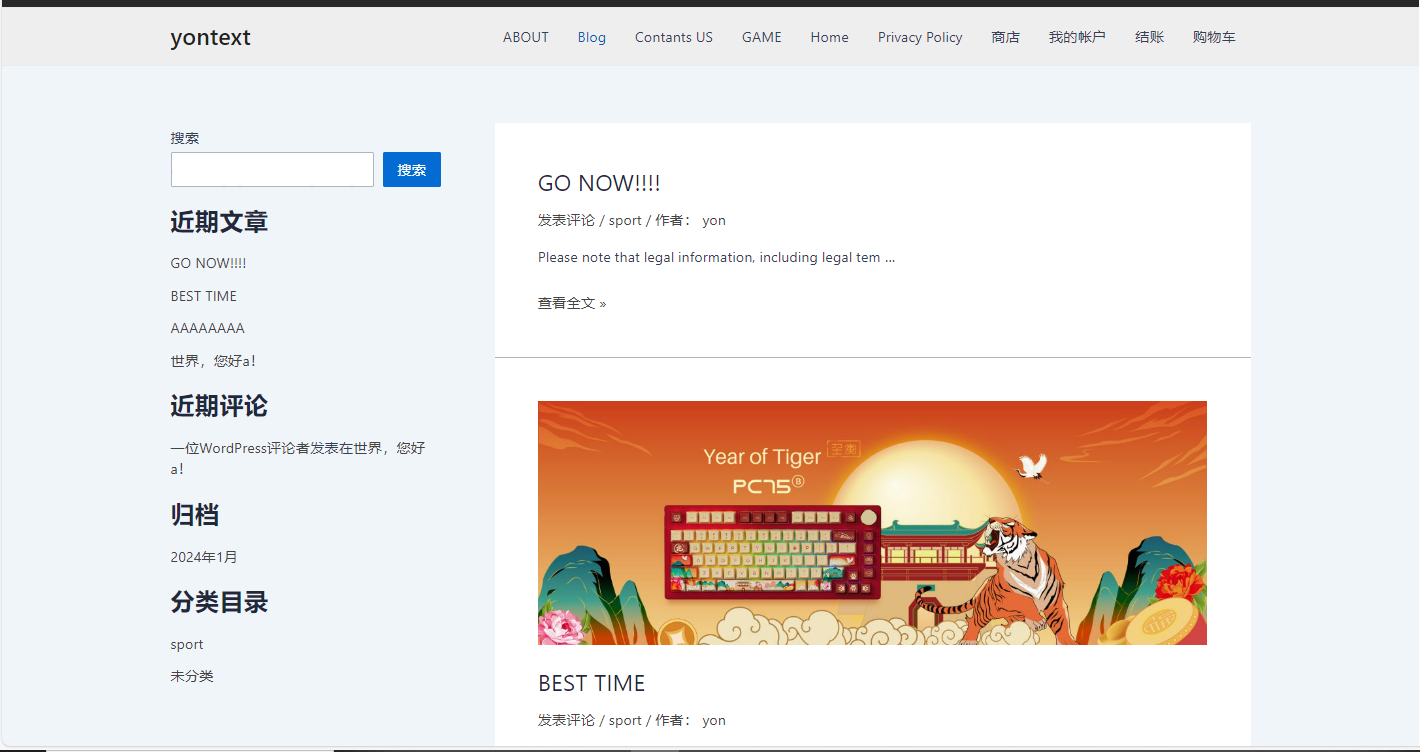 yontext
ABOUT Blog Contants US GAME Home Privacy Policy 商店 我的帐户 结账 购物车
搜索
搜索
近期文章
GO NOW!!!!
BEST TIME
AAAAAAAA
世界，您好a！
近期评论
一位WordPress评论者发表在世界，您好
a！
归档
2024年1月
分类目录
sport
未分类
GO NOW!!!!
发表评论 / sport / 作者： yon
Please note that legal information, including legal tem …
查看全文 »
Year of Tiger
PC75 B
BEST TIME
发表评论 / sport / 作者： yon